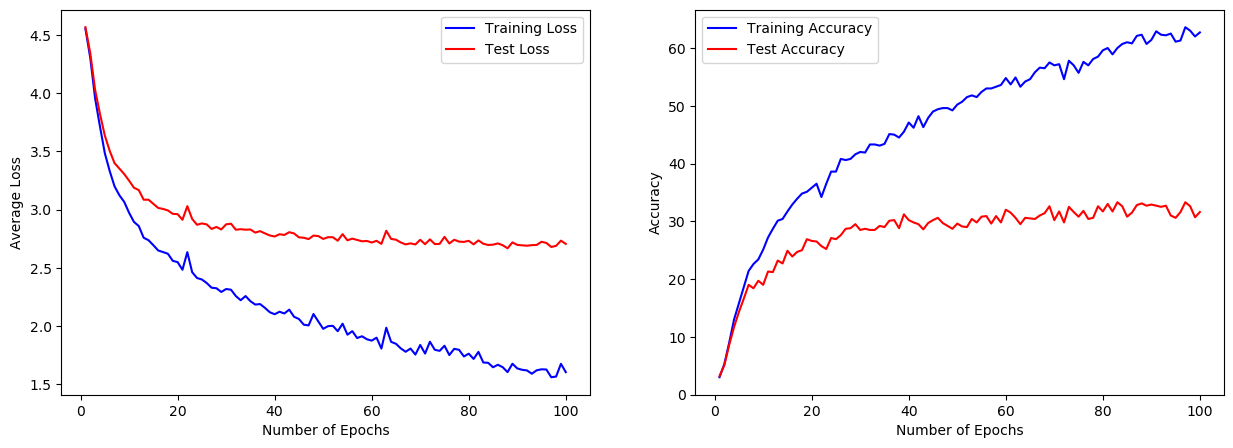 4.5
4.0
3.5
3.0
2.5
2.0
1.5
Average Loss
Training Loss
Test Loss
0 20 40 60 80 100
Number of Epochs
60
50
40
30
20
10
0
Accuracy
Training Accuracy
Test Accuracy
0 20 40 60 80 100
Number of Epochs